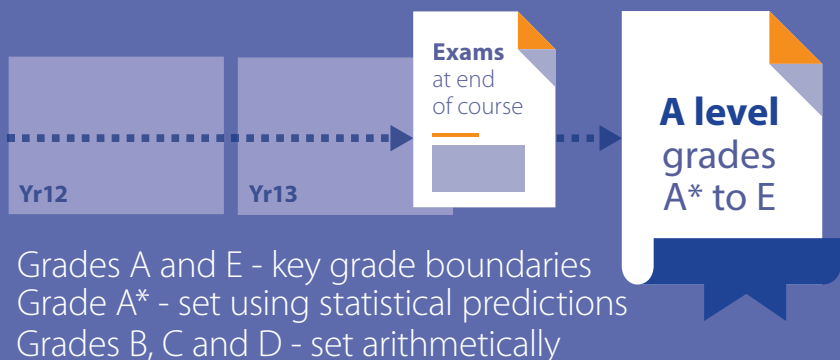 Yr12
Yr13
Exams
at end
of course
A level
grades
A* to E
Grades A and E - key grade boundaries
Grade A* - set using statistical predictions
Grades B, C and D - set arithmetically